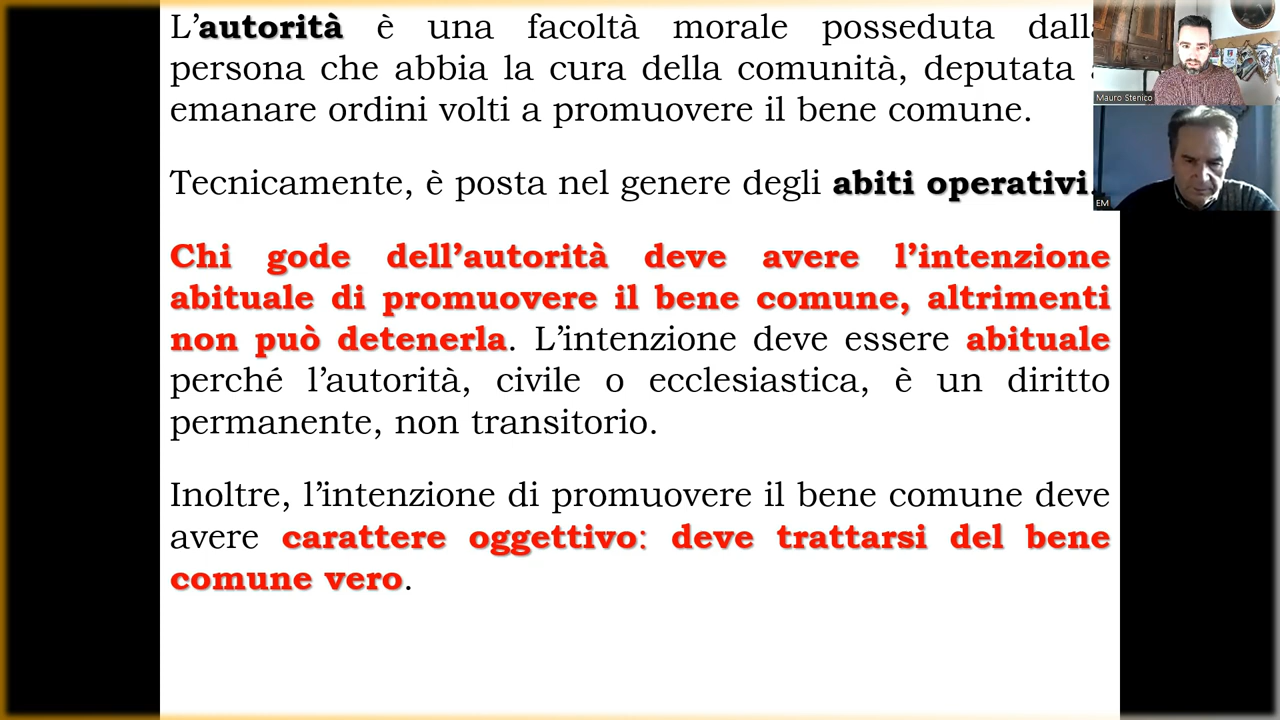 L'autorità è una facoltà morale posseduta dalla
persona che abbia la cura della comunità, deputata
emanare ordini volti a promuovere il bene comune.
Tecnicamente, è posta nel genere degli abiti operativi.
Chi gode dell'autorità deve avere l'intenzione
abituale di promuovere il bene comune, altrimenti
non può detenerla. L'intenzione deve essere abituale
perché l'autorità, civile o ecclesiastica, è un diritto
permanente, non transitorio.
Inoltre, l'intenzione di promuovere il bene comune deve
avere carattere oggettivo: deve trattarsi del bene
comune vero.
Mauro Stenico
EM